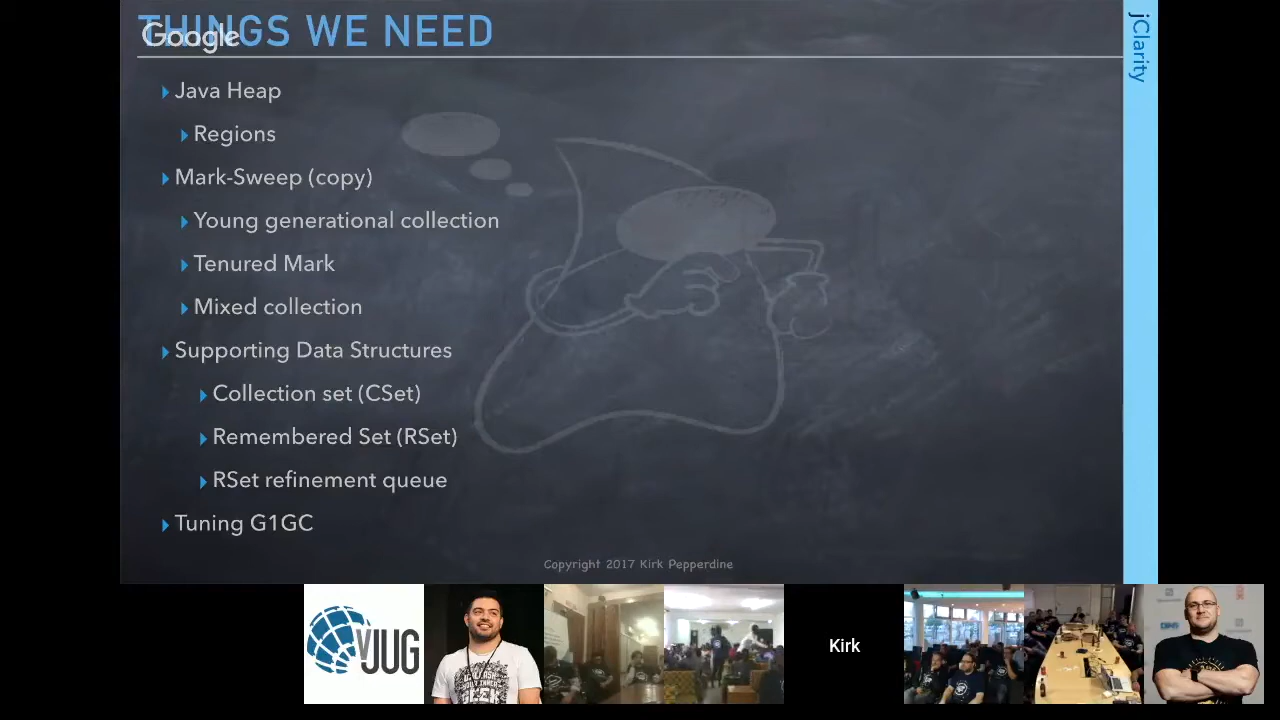 THINGS WE NEED
Google
jClarity
Java Heap
Regions
Mark-Sweep (copy)
Young generational collection
Tenured Mark
Mixed collection
Supporting Data Structures
Collection set (CSet)
Remembered Set (RSet)
RSet refinement queue
Tuning G1GC
Copyright 2017 Kirk Pepperdine
vJUG
Kirk